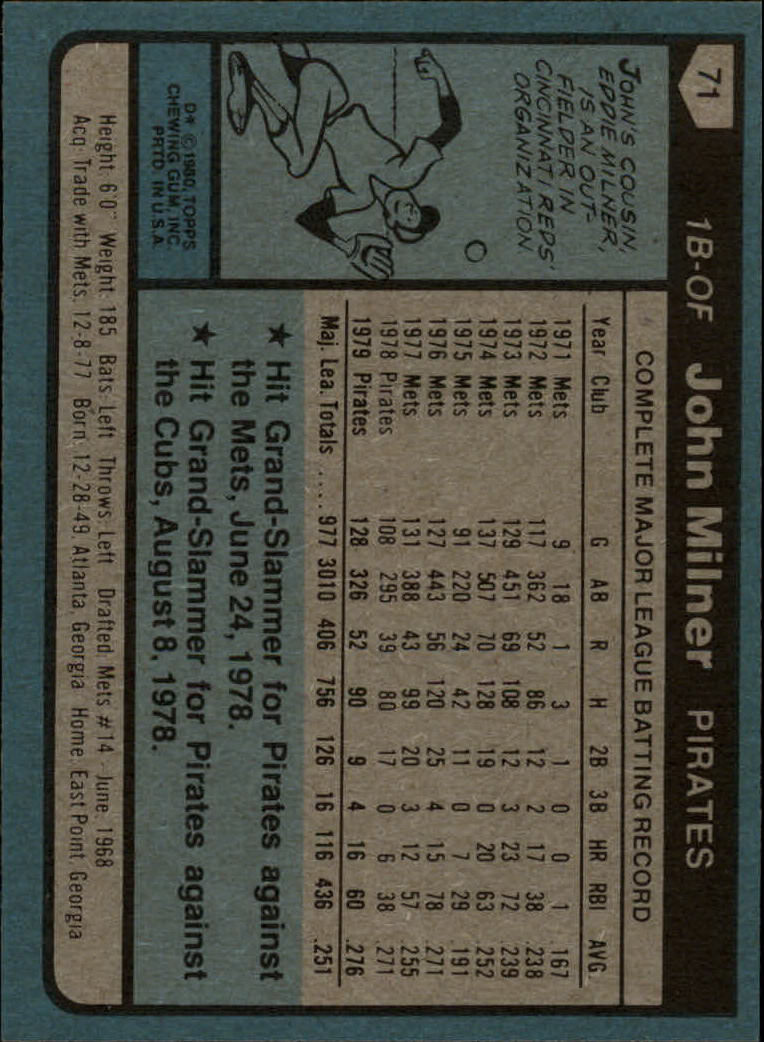 71
1B-OF John Milner PIRATES
JOHN'S COUSIN,
EDDIE MILNER,
IS AN OUT-
FIELDER IN
CINCINNATI REDS'
ORGANIZATION.
D* ©1980, TOPPS
CHEWING GUM, INC.
PRTD. IN U.S.A.
COMPLETE MAJOR LEAGUE BATTING RECORD
Year Club G AB R H 2B 3B HR RBI AVG.
1971 Mets 9 18 1 3 1 0 0 1 .167
1972 Mets 117 362 52 86 12 2 17 38 .238
1973 Mets 129 451 69 108 12 3 23 72 .239
1974 Mets 137 507 70 128 19 0 20 63 .252
1975 Mets 91 220 24 42 11 0 7 29 .191
1976 Mets 127 443 56 120 25 4 15 78 .271
1977 Mets 131 388 43 99 20 3 12 57 .255
1978 Pirates 108 295 39 80 17 0 6 38 .271
1979 Pirates 128 326 52 90 9 4 16 60 .276
Maj. Lea. Totals .... 977 3010 406 756 126 16 116 436 .251
★ Hit Grand-Slammer for Pirates against
the Mets, June 24, 1978.
★ Hit Grand-Slammer for Pirates against
the Cubs, August 8, 1978.
Height: 6'0" Weight: 185 Bats: Left Throws: Left Drafted: Mets #14 - June, 1968
Acq: Trade with Mets, 12-8-77 Born: 12-28-49, Atlanta, Georgia Home: East Point, Georgia